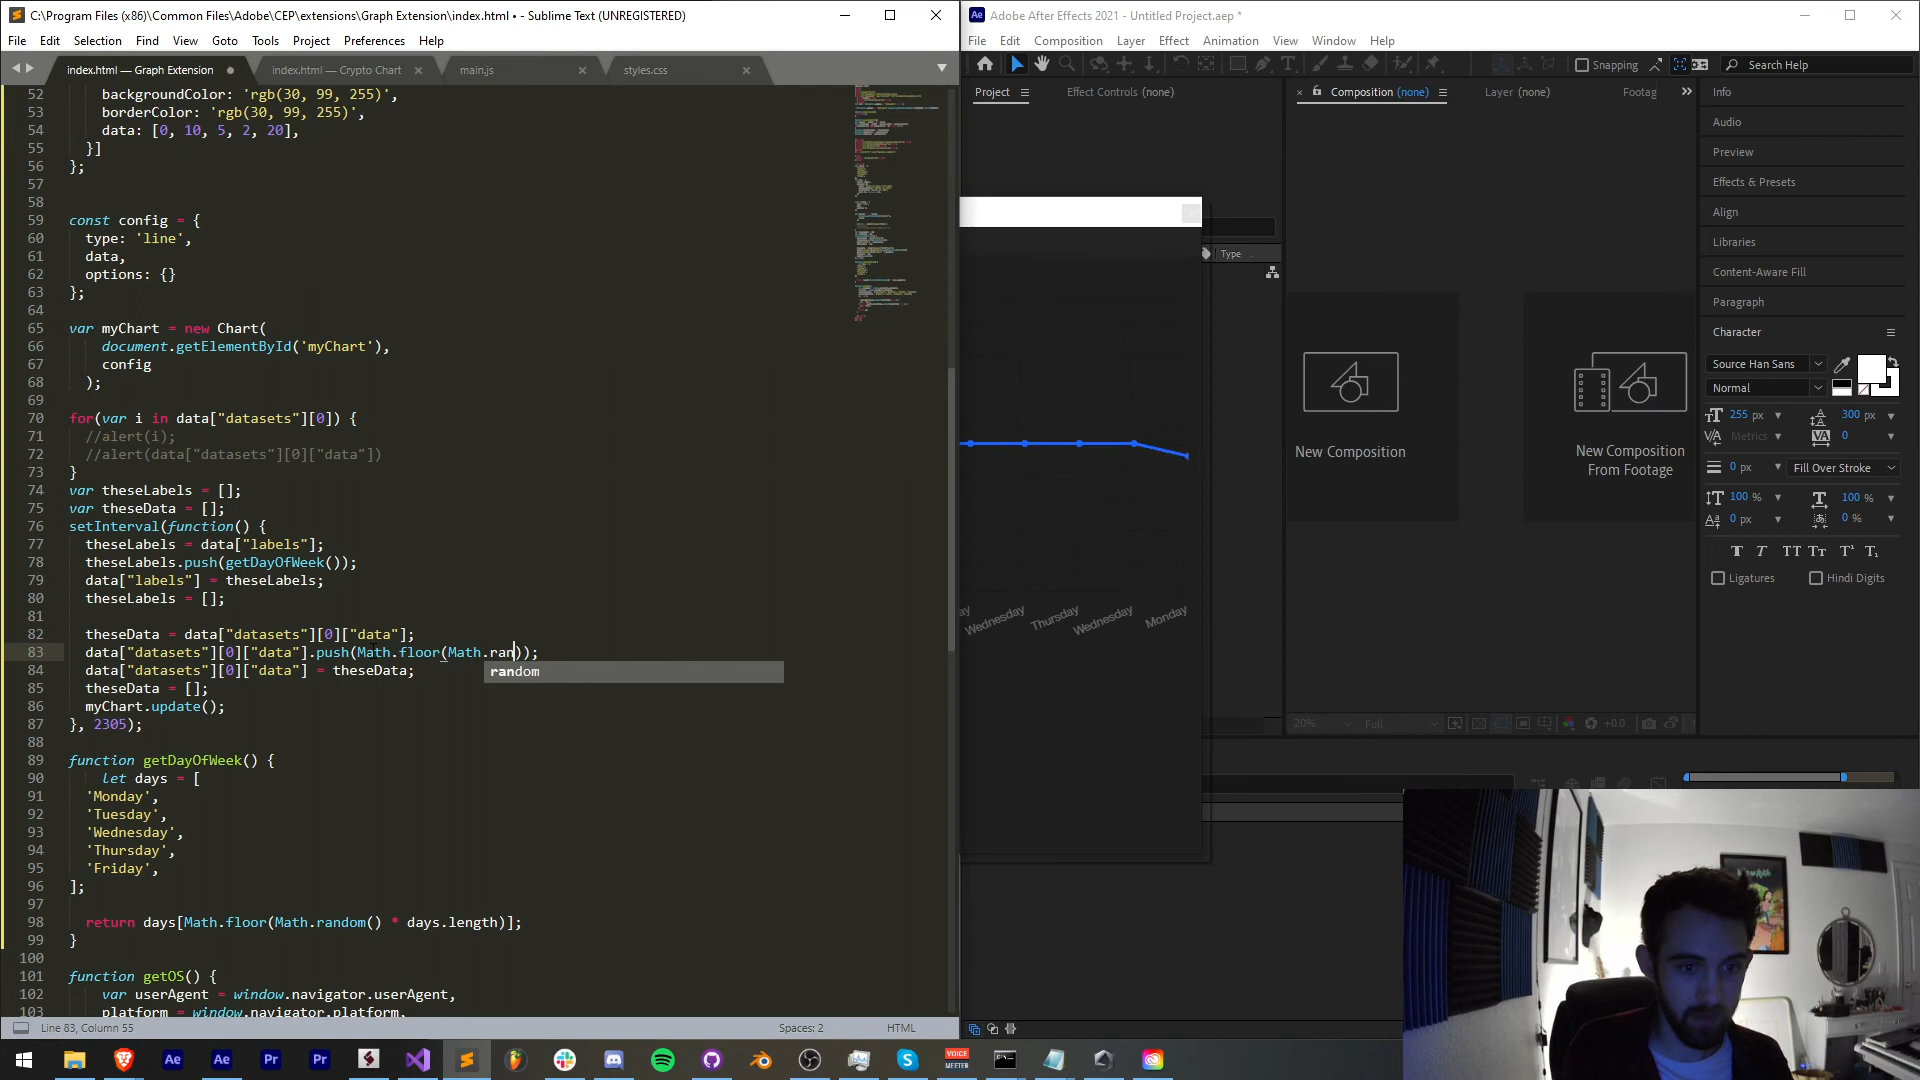 C:\Program Files (x86)\Common Files\Adobe\CEP\extensions\Graph Extension\index.html • - Sublime Text (UNREGISTERED)
File Edit Selection Find View Goto Tools Project Preferences Help
index.html — Graph Extension
index.html — Crypto Chart
main.js
styles.css
52 backgroundColor: 'rgb(30, 99, 255)',
53 borderColor: 'rgb(30, 99, 255)',
54 data: [0, 10, 5, 2, 20],
55 }]
56 };
57
58
59 const config = {
60 type: 'line',
61 data,
62 options: {}
63 };
64
65 var myChart = new Chart(
66 document.getElementById('myChart'),
67 config
68 );
69
70 for(var i in data["datasets"][0]) {
71 //alert(i);
72 //alert(data["datasets"][0]["data"])
73 }
74 var theseLabels = [];
75 var theseData = [];
76 setInterval(function() {
77 theseLabels = data["labels"];
78 theseLabels.push(getDayOfWeek());
79 data["labels"] = theseLabels;
80 theseLabels = [];
81
82 theseData = data["datasets"][0]["data"];
83 data["datasets"][0]["data"].push(Math.floor(Math.ran));
random
84 data["datasets"][0]["data"] = theseData;
85 theseData = [];
86 myChart.update();
87 }, 2305);
88
89 function getDayOfWeek() {
90 let days = [
91 'Monday',
92 'Tuesday',
93 'Wednesday',
94 'Thursday',
95 'Friday',
96 ];
97
98 return days[Math.floor(Math.random() * days.length)];
99 }
100
101 function getOS() {
102 var userAgent = window.navigator.userAgent,
103 platform = window.navigator.platform,
Line 83, Column 55
Spaces: 2
HTML
Adobe After Effects 2021 - Untitled Project.aep *
File Edit Composition Layer Effect Animation View Window Help
Snapping
Search Help
Project
Effect Controls (none)
Composition (none)
Layer (none)
Footag
Type
ay
Wednesday
Thursday
Wednesday
Monday
New Composition
New Composition
From Footage
20%
Full
+0.0
Info
Audio
Preview
Effects & Presets
Align
Libraries
Content-Aware Fill
Paragraph
Character
Source Han Sans
Normal
255 px
300 px
Metrics
0
0 px
Fill Over Stroke
100 %
100 %
0 px
0 %
Ligatures
Hindi Digits
VOICE
MEETER